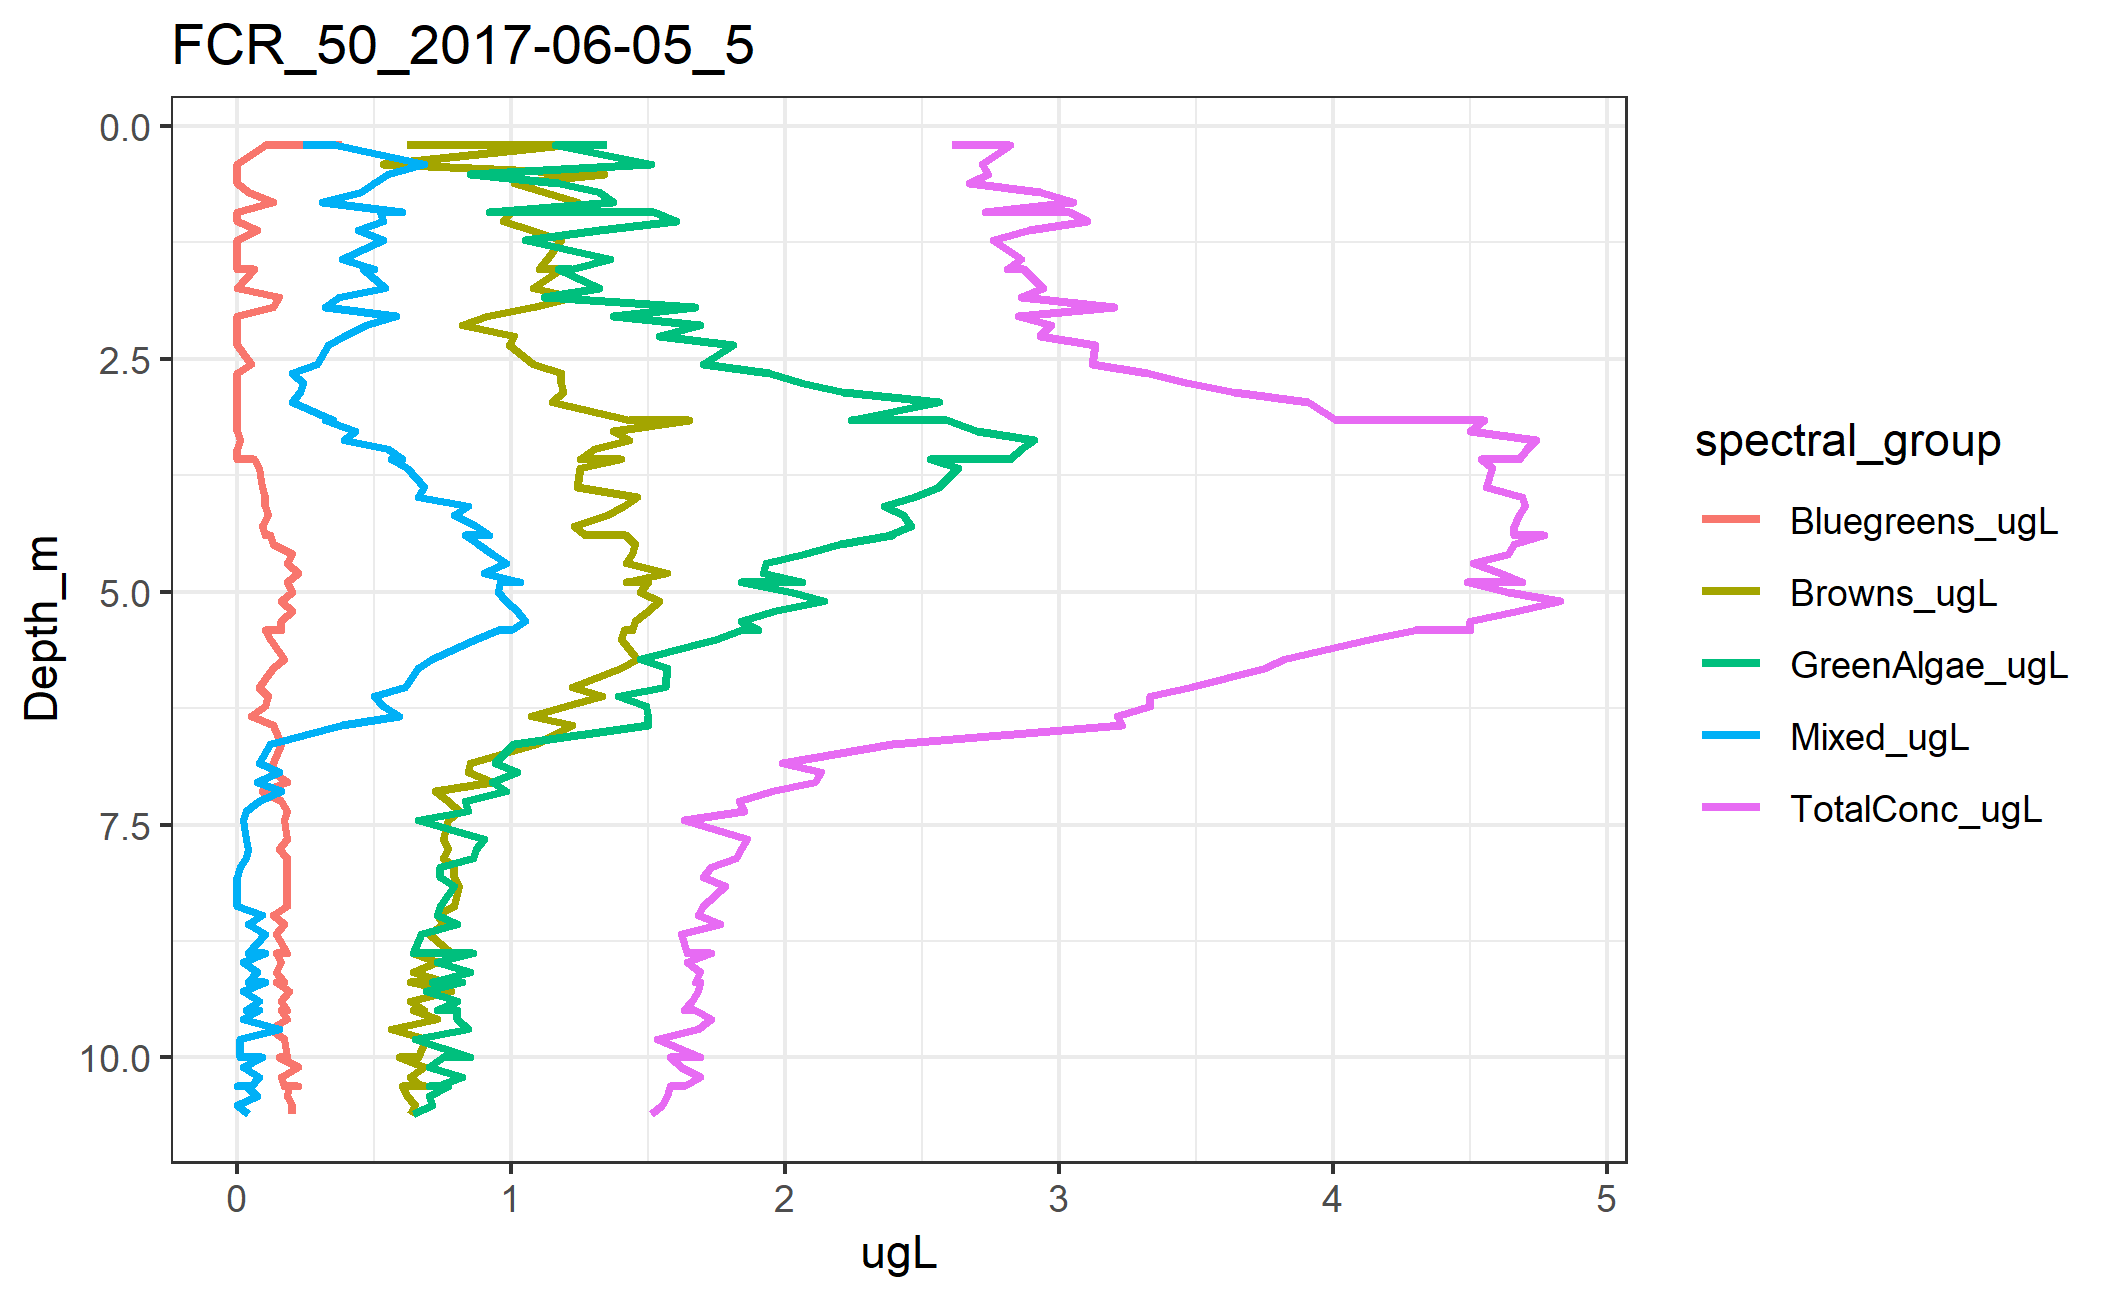 FCR_50_2017-06-05_5
0.0
2.5
5.0
7.5
10.0
Depth_m
0 1 2 3 4 5
ugL
spectral_group
Bluegreens_ugL
Browns_ugL
GreenAlgae_ugL
Mixed_ugL
TotalConc_ugL